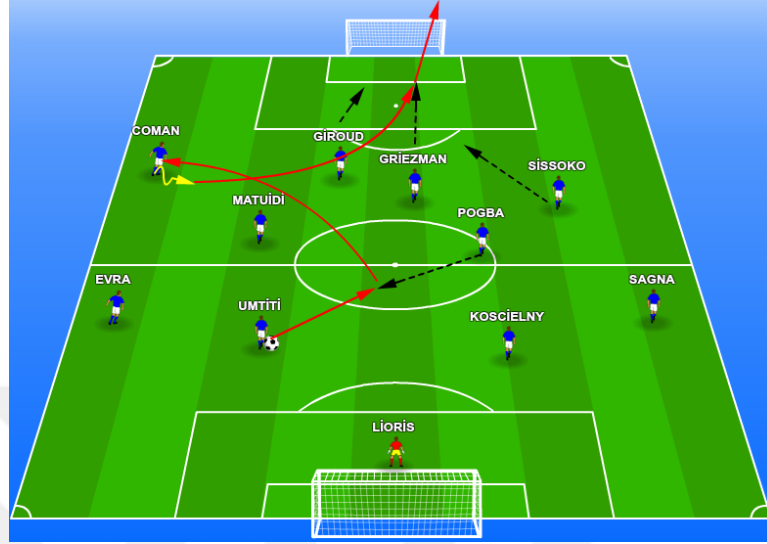 COMAN
GİROUD
GRİEZMAN
SİSSOKO
MATUİDİ
POGBA
EVRA
UMTİTİ
KOSCİELNY
SAGNA
LİORİS